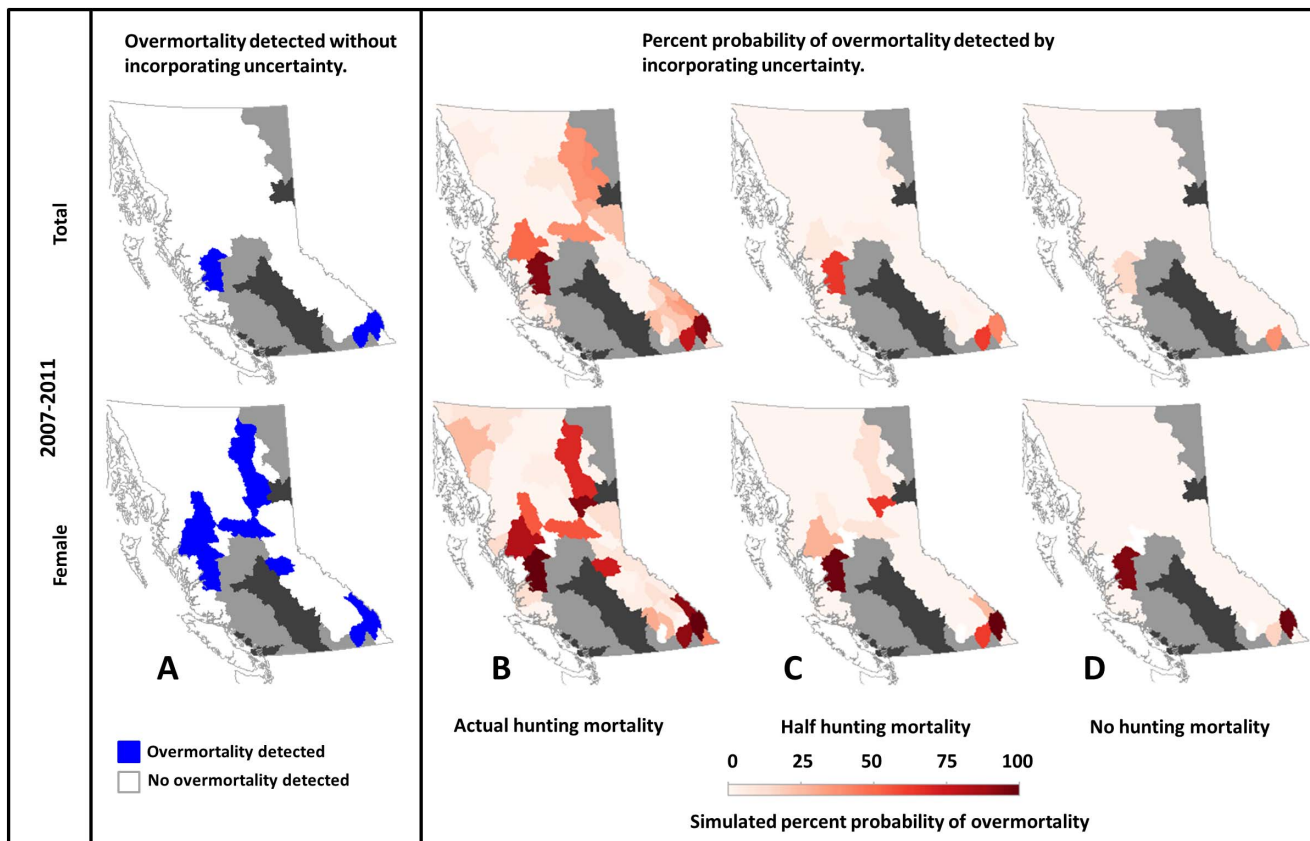 Overmortality detected without
incorporating uncertainty.
Percent probability of overmortality detected by
incorporating uncertainty.
2007-2011
Total
Female
A
B
C
D
Actual hunting mortality
Half hunting mortality
No hunting mortality
Overmortality detected
No overmortality detected
0 25 50 75 100
Simulated percent probability of overmortality